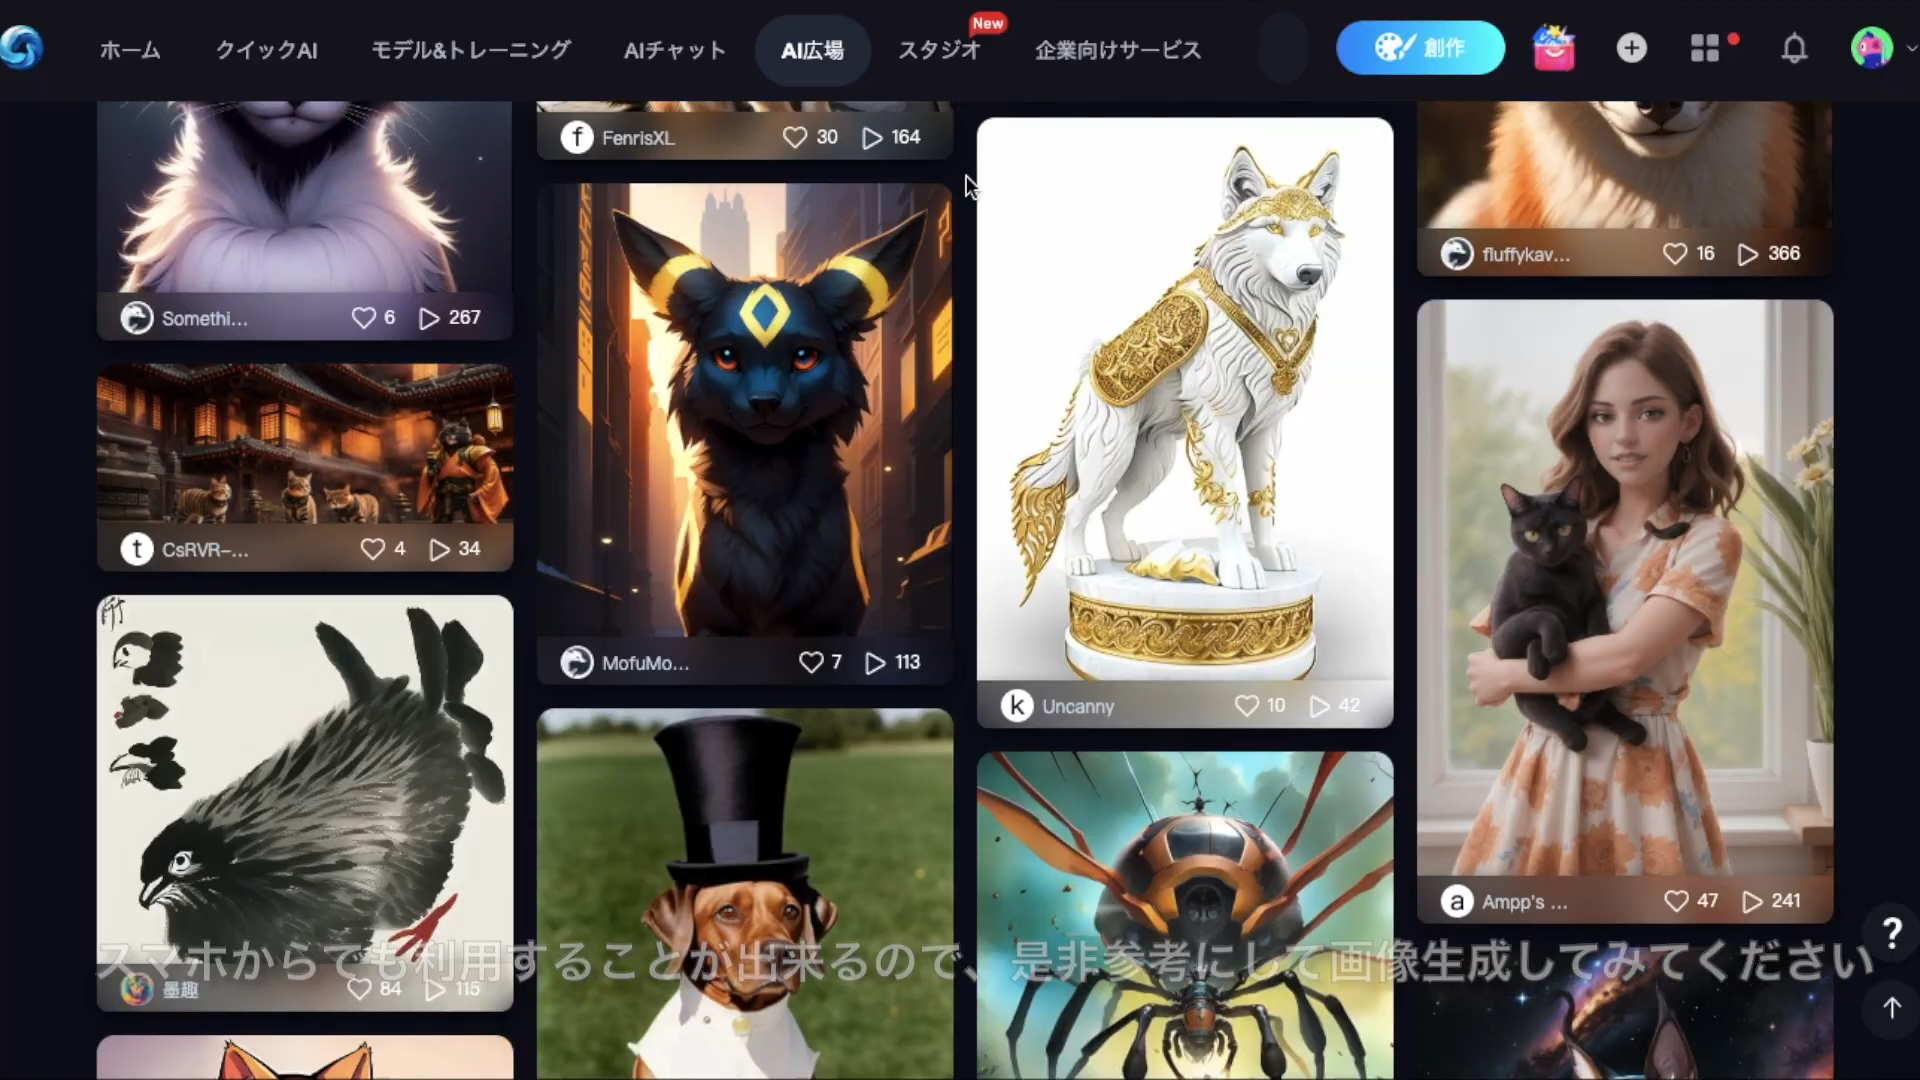 ホーム
クイックAI
モデル&トレーニング
AIチャット
AI広場
スタジオ
New
企業向けサービス
創作
Somethi...
6
267
CsRVR-...
4
34
t
墨趣
84
115
f
FenrisXL
30
164
MofuMo...
7
113
k
Uncanny
10
42
fluffykav...
16
366
a
Ampp's ...
47
241
?
スマホからでも利用することが出来るので、是非参考にして画像生成してみてください